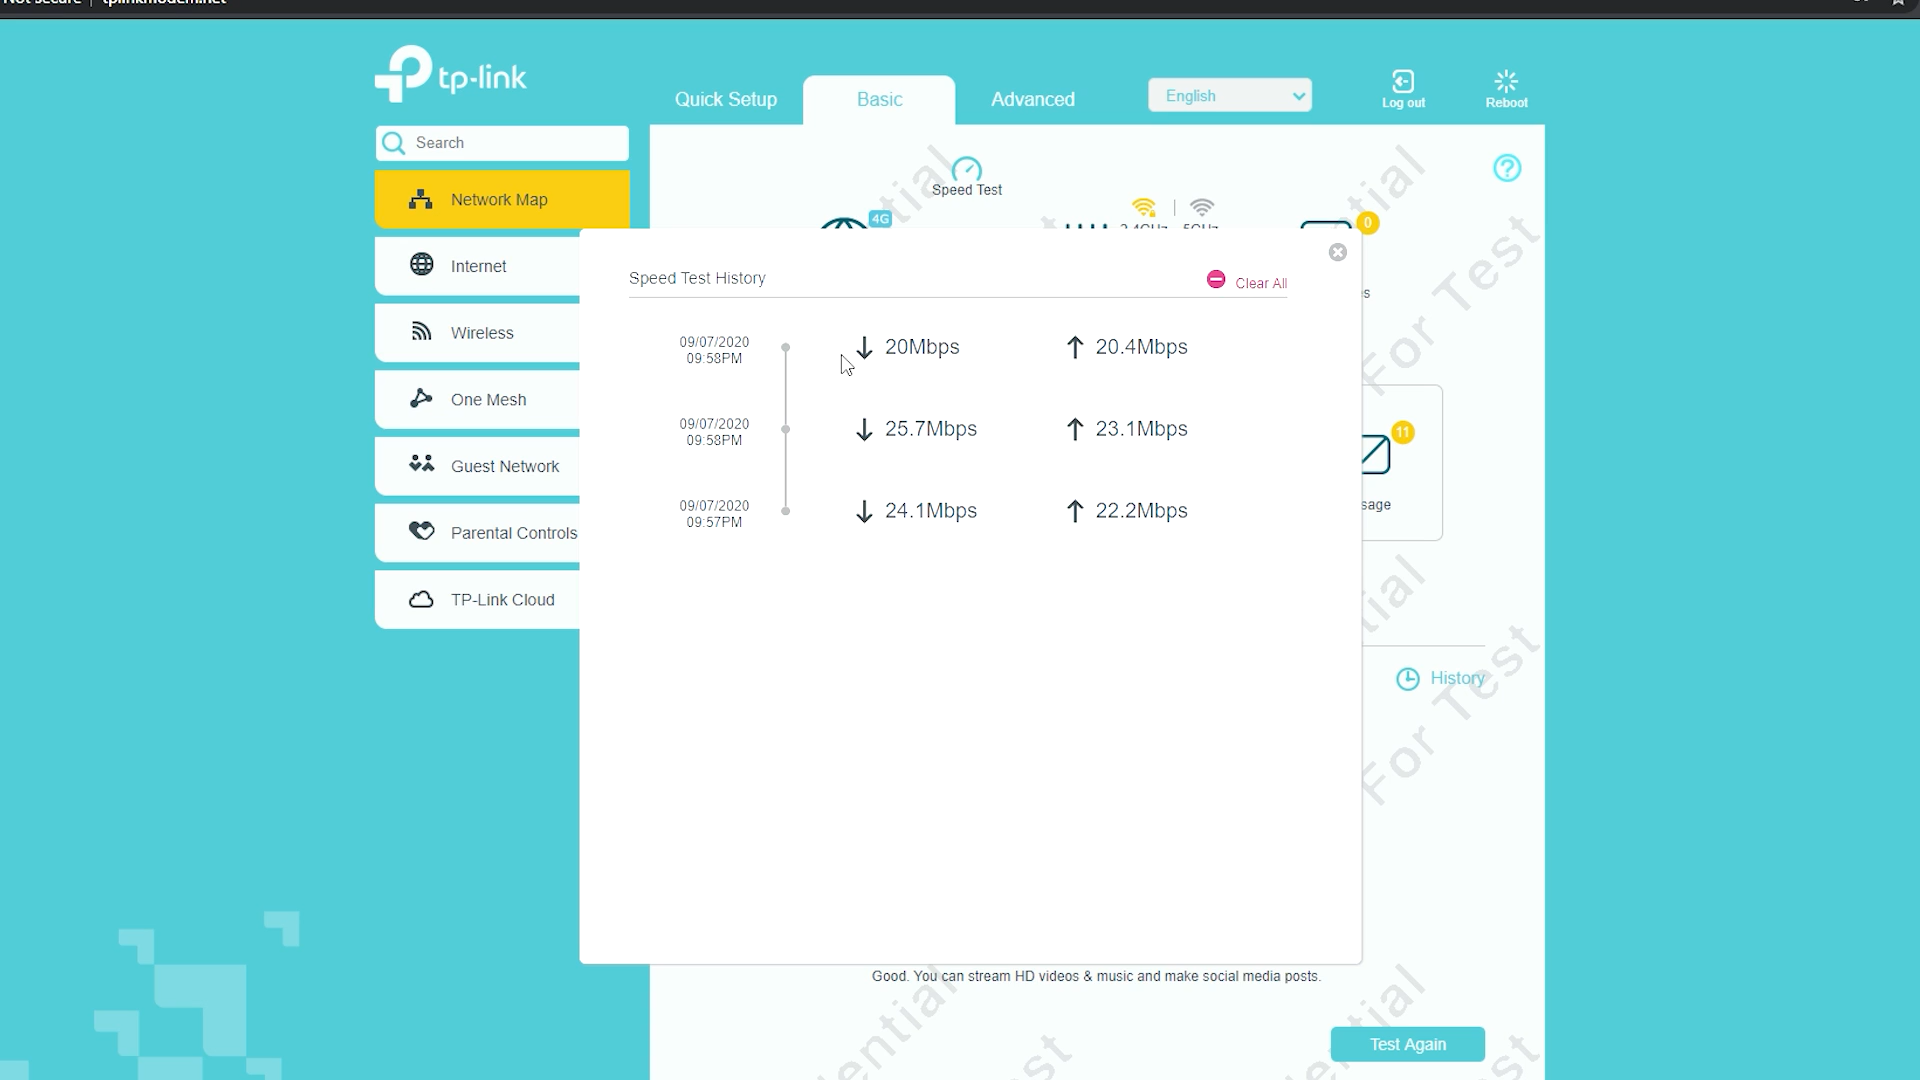 tp-link
Quick Setup
Basic
Advanced
English
Log out
Reboot
Search
Network Map
Internet
Wireless
One Mesh
Guest Network
Parental Controls
TP-Link Cloud
Speed Test
4G
0
Speed Test History
Clear All
09/07/2020
09:58PM
20Mbps
20.4Mbps
09/07/2020
09:58PM
25.7Mbps
23.1Mbps
09/07/2020
09:57PM
24.1Mbps
22.2Mbps
11
sage
History
Good. You can stream HD videos & music and make social media posts.
Test Again
For Test
For Test